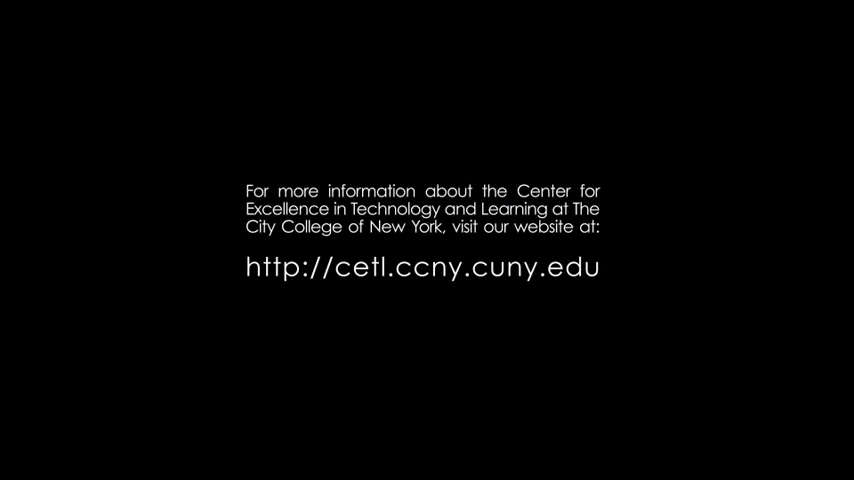 For more information about the Center for
Excellence in Technology and Learning at The
City College of New York, visit our website at:
http://cetl.ccny.cuny.edu